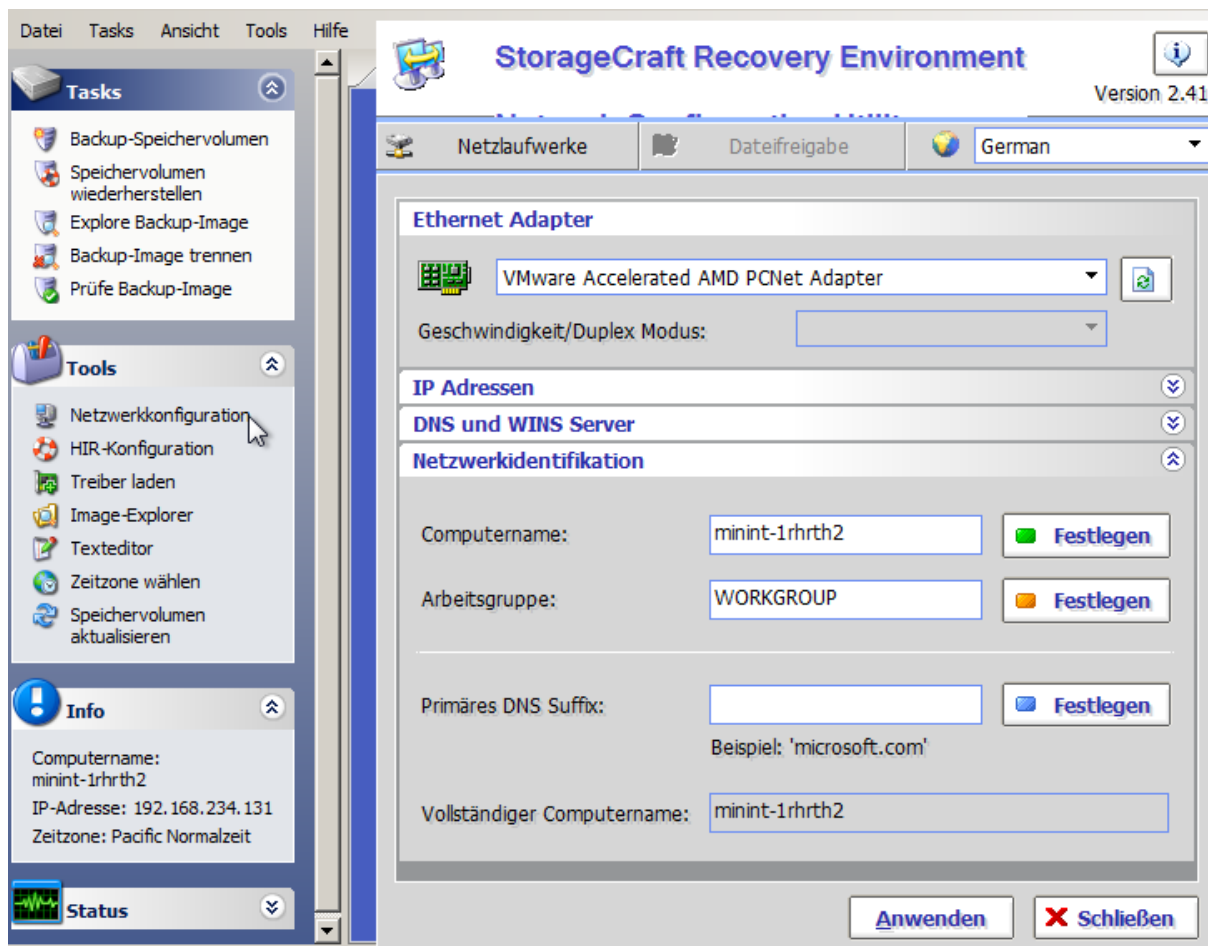 Datei Tasks Ansicht Tools Hilfe
Tasks
Backup-Speichervolumen
Speichervolumen
wiederherstellen
Explore Backup-Image
Backup-Image trennen
Prüfe Backup-Image
Tools
Netzwerkkonfiguration
HIR-Konfiguration
Treiber laden
Image-Explorer
Texteditor
Zeitzone wählen
Speichervolumen
aktualisieren
Info
Computername:
minint-1rhrth2
IP-Adresse: 192.168.234.131
Zeitzone: Pacific Normalzeit
Status
StorageCraft Recovery Environment
Version 2.41
Netzlaufwerke
Dateifreigabe
German
Ethernet Adapter
VMware Accelerated AMD PCNet Adapter
Geschwindigkeit/Duplex Modus:
IP Adressen
DNS und WINS Server
Netzwerkidentifikation
Computername: minint-1rhrth2 Festlegen
Arbeitsgruppe: WORKGROUP Festlegen
Primäres DNS Suffix: Festlegen
Beispiel: 'microsoft.com'
Vollständiger Computername: minint-1rhrth2
Anwenden
Schließen